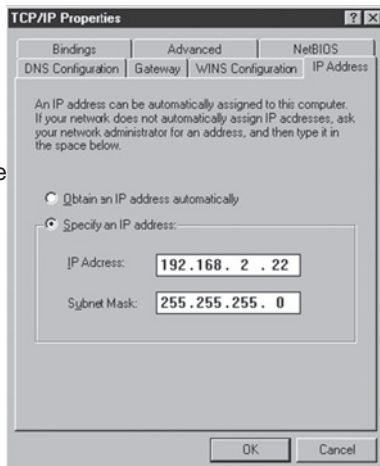 TCP/IP Properties
Bindings Advanced NetBIOS
DNS Configuration Gateway WINS Configuration IP Address
An IP address can be automatically assigned to this computer.
If your network does not automatically assign IP acdresses, ask
your network administrator for an address, and then type it in
the space below.
e
Obtain an IP address automatically
Specify an IP address:
IP Adcress: 192.168. 2 .22
Subnet Mask: 255.255.255. 0
OK Cancel